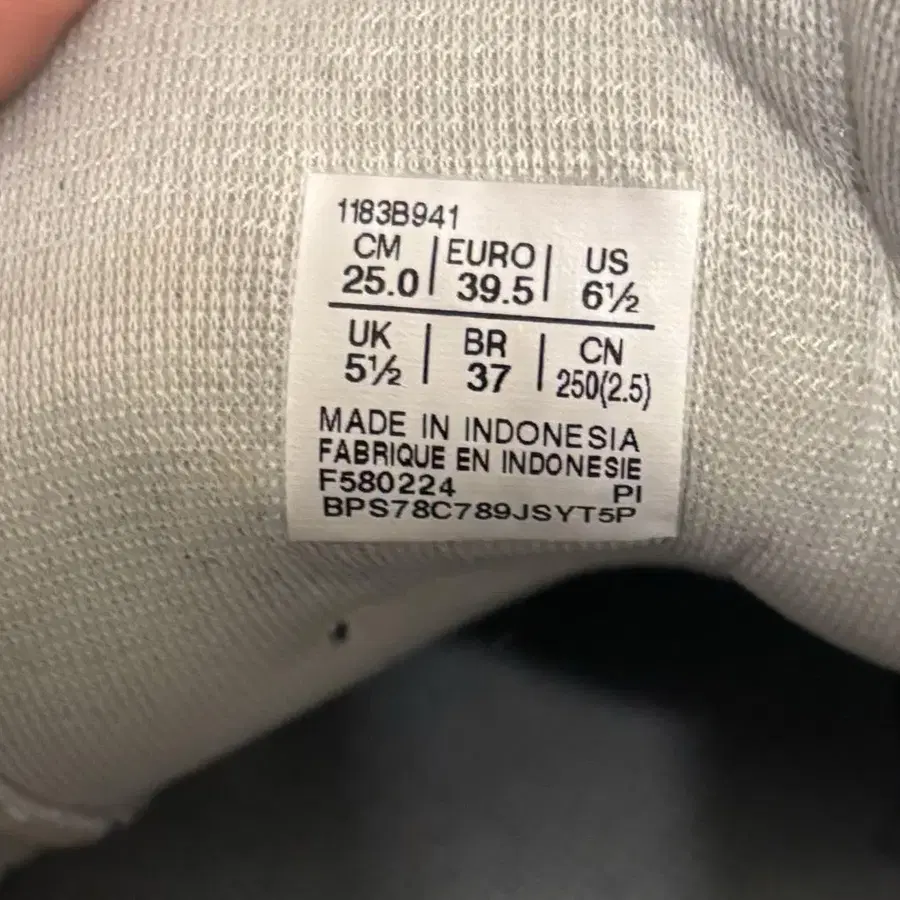 1183B941
CM | EURO | US
25.0 | 39.5 | 6½
UK | BR | CN
5½ | 37 | 250(2.5)
MADE IN INDONESIA
FABRIQUE EN INDONESIE
F580224 PI
BPS78C789JSYT5P